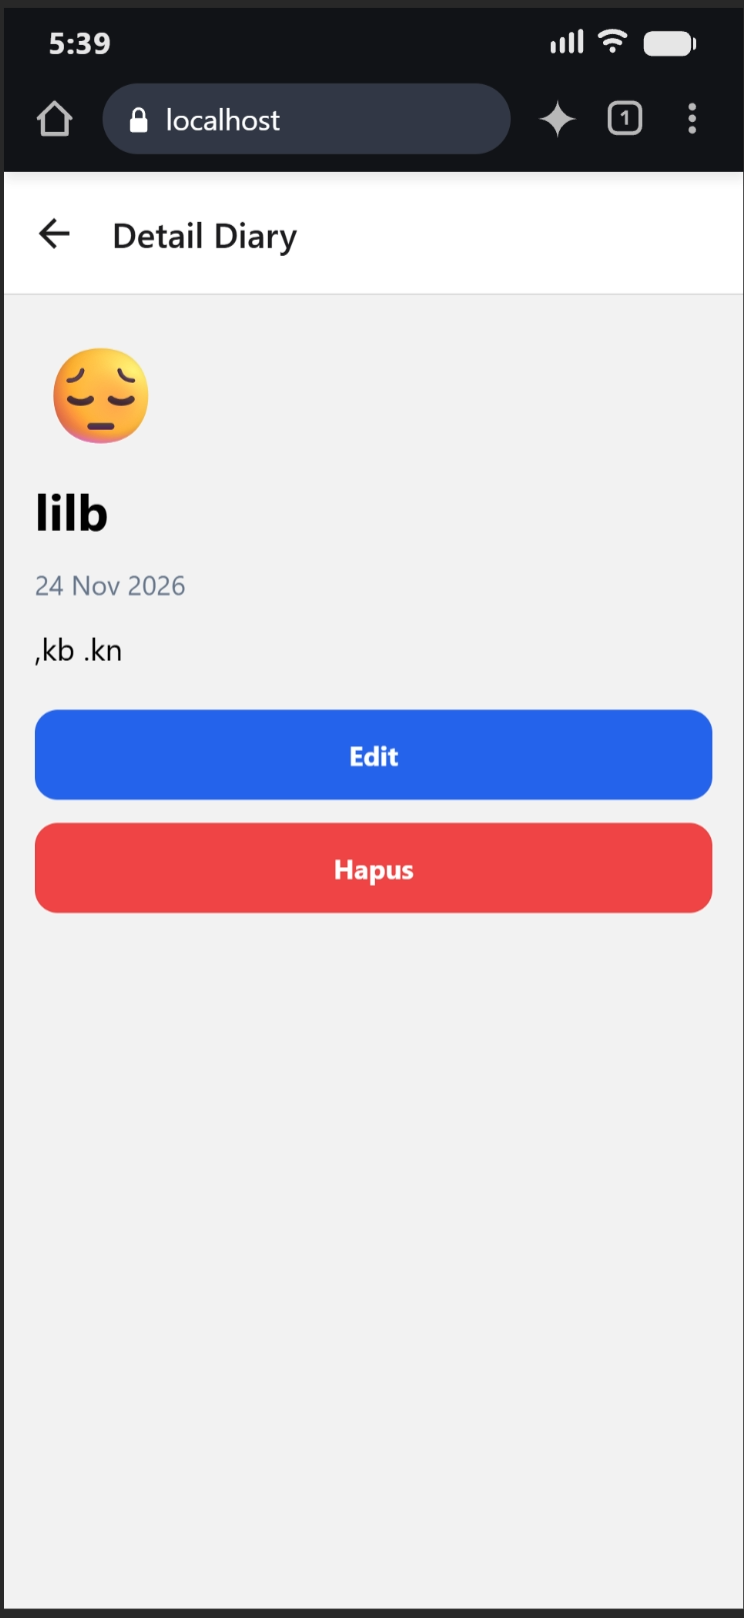 5:39
localhost
1
Detail Diary
lilb
24 Nov 2026
,kb .kn
Edit
Hapus